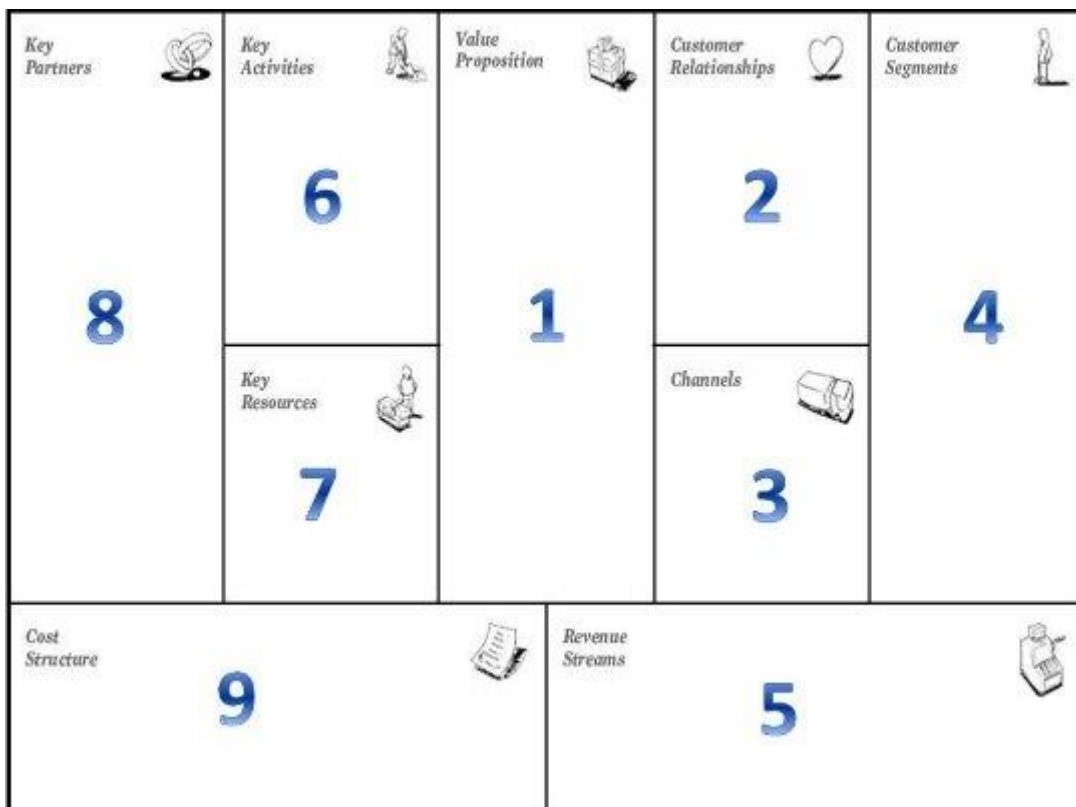 Key
Partners
8
Key
Activities
6
Key
Resources
7
Value
Proposition
1
Customer
Relationships
2
Channels
3
Customer
Segments
4
Cost
Structure
9
Revenue
Streams
5